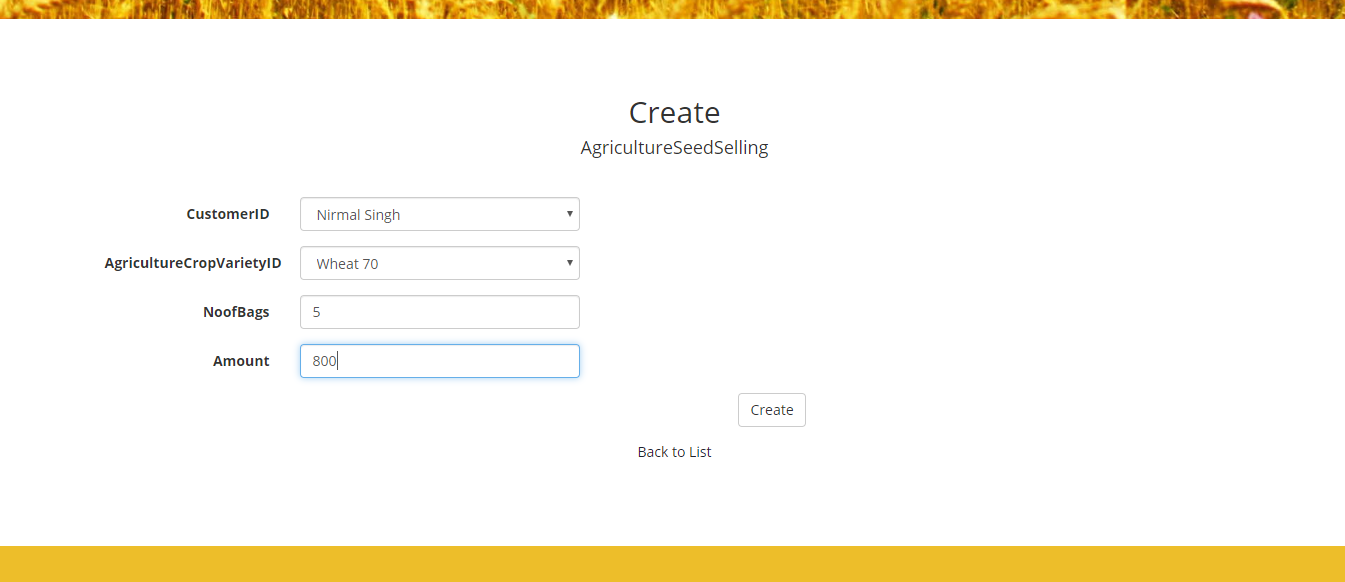 Create
AgricultureSeedSelling
CustomerID Nirmal Singh
AgricultureCropVarietyID Wheat 70
NoofBags 5
Amount 800
Create
Back to List